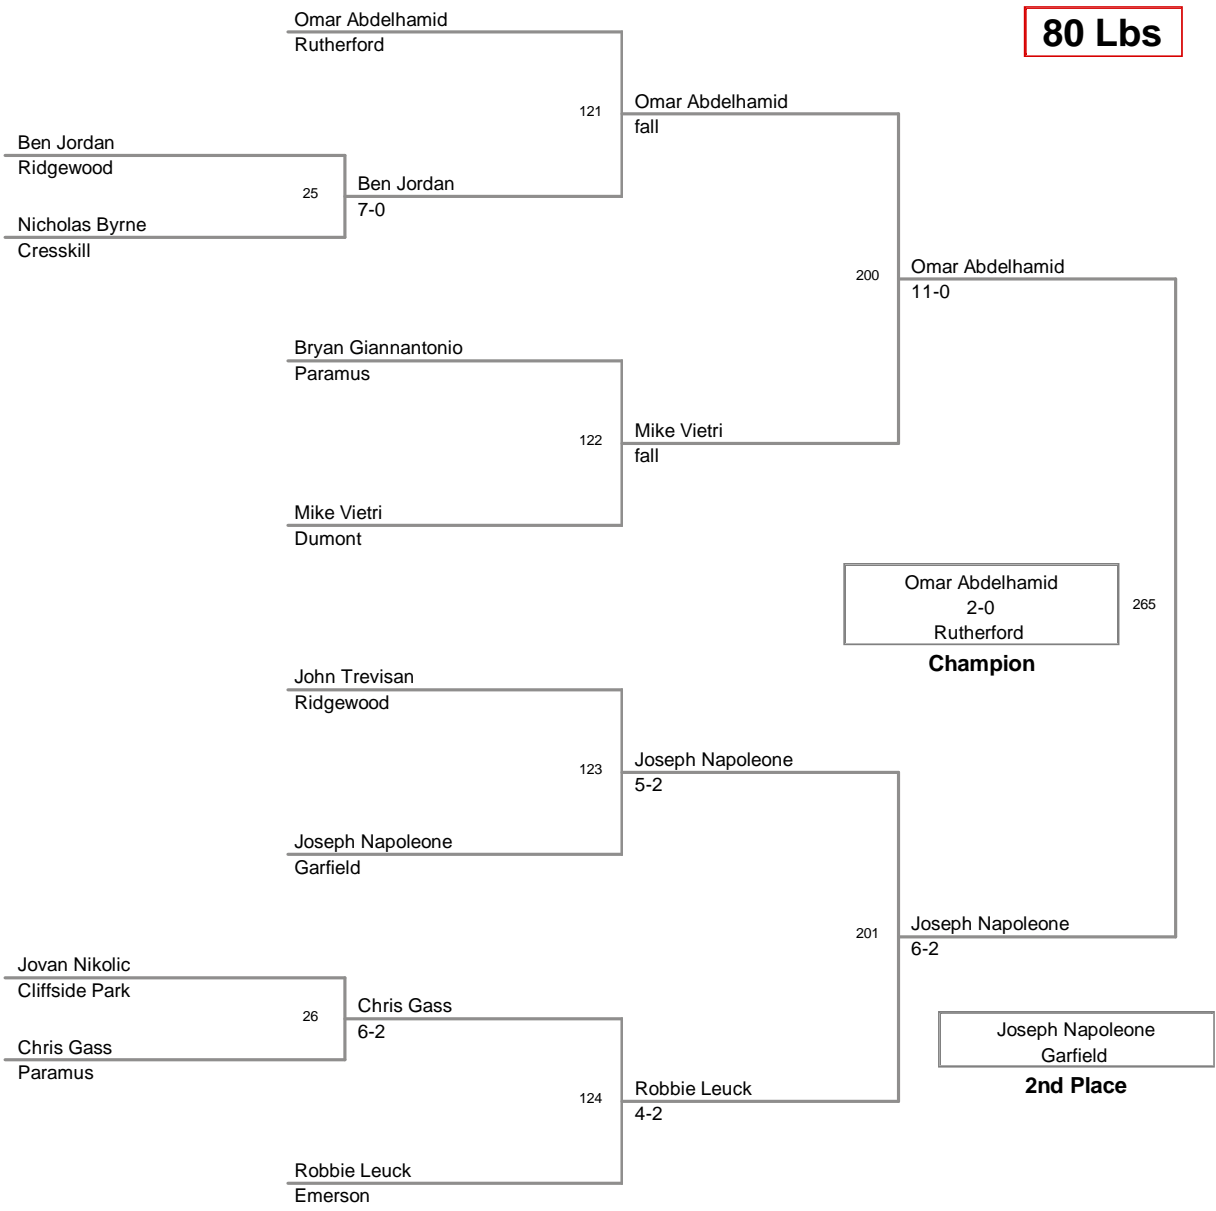 80 Lbs
Omar Abdelhamid
Rutherford
121
Omar Abdelhamid
fall
Ben Jordan
Ridgewood
25
Ben Jordan
7-0
Nicholas Byrne
Cresskill
200
Omar Abdelhamid
11-0
Bryan Giannantonio
Paramus
122
Mike Vietri
fall
Mike Vietri
Dumont
Omar Abdelhamid
2-0
Rutherford
Champion
265
John Trevisan
Ridgewood
123
Joseph Napoleone
5-2
Joseph Napoleone
Garfield
201
Joseph Napoleone
6-2
Jovan Nikolic
Cliffside Park
26
Chris Gass
6-2
Chris Gass
Paramus
Joseph Napoleone
Garfield
2nd Place
124
Robbie Leuck
4-2
Robbie Leuck
Emerson